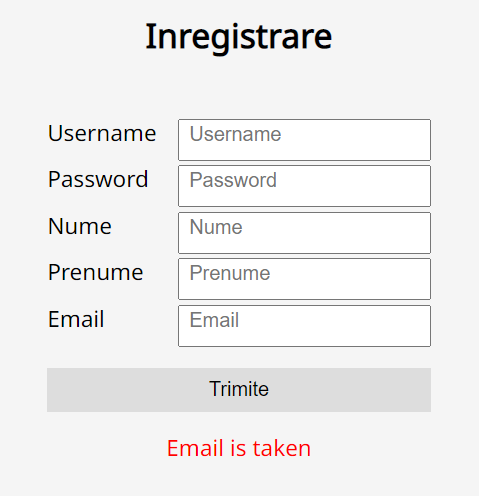 Inregistrare
Username Username
Password Password
Nume Nume
Prenume Prenume
Email Email
Trimite
Email is taken